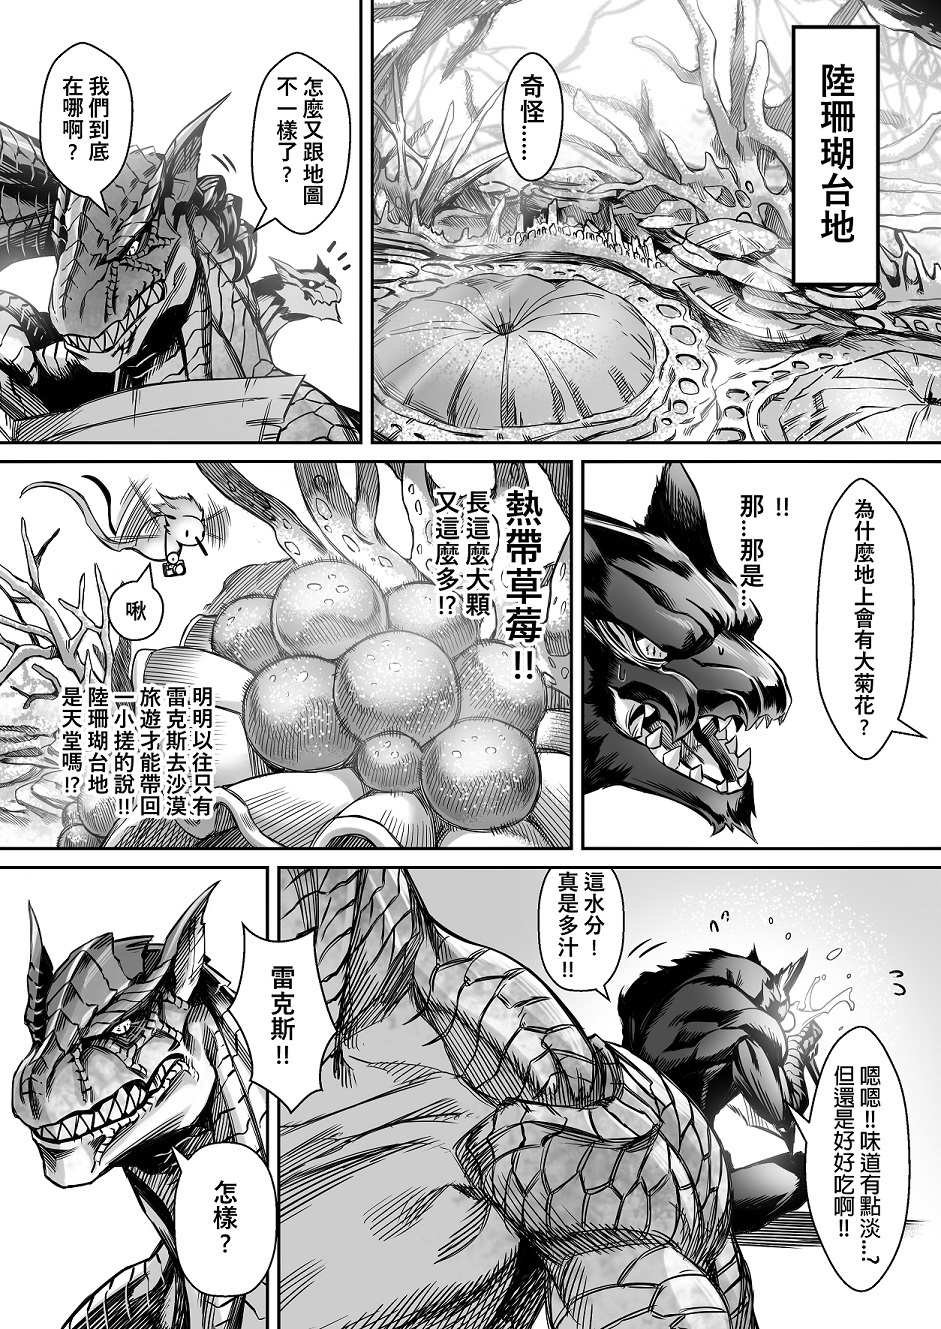 陸珊瑚台地
奇怪……
怎麼又跟地圖
不一樣了？
我們到底
在哪啊？
為什麼地上會有大菊花？
!!
那…那是…
熱帶草莓!!
長這麼大顆
又這麼多!?
啾
明明以往只有
雷克斯去沙漠
旅遊才能帶回
一小搓的說!!
陸珊瑚台地
是天堂嗎!?
這水分！
真是多汁!!
嗯嗯!!味道有點淡…?
但還是好好吃啊!!
雷克斯!!
怎樣？